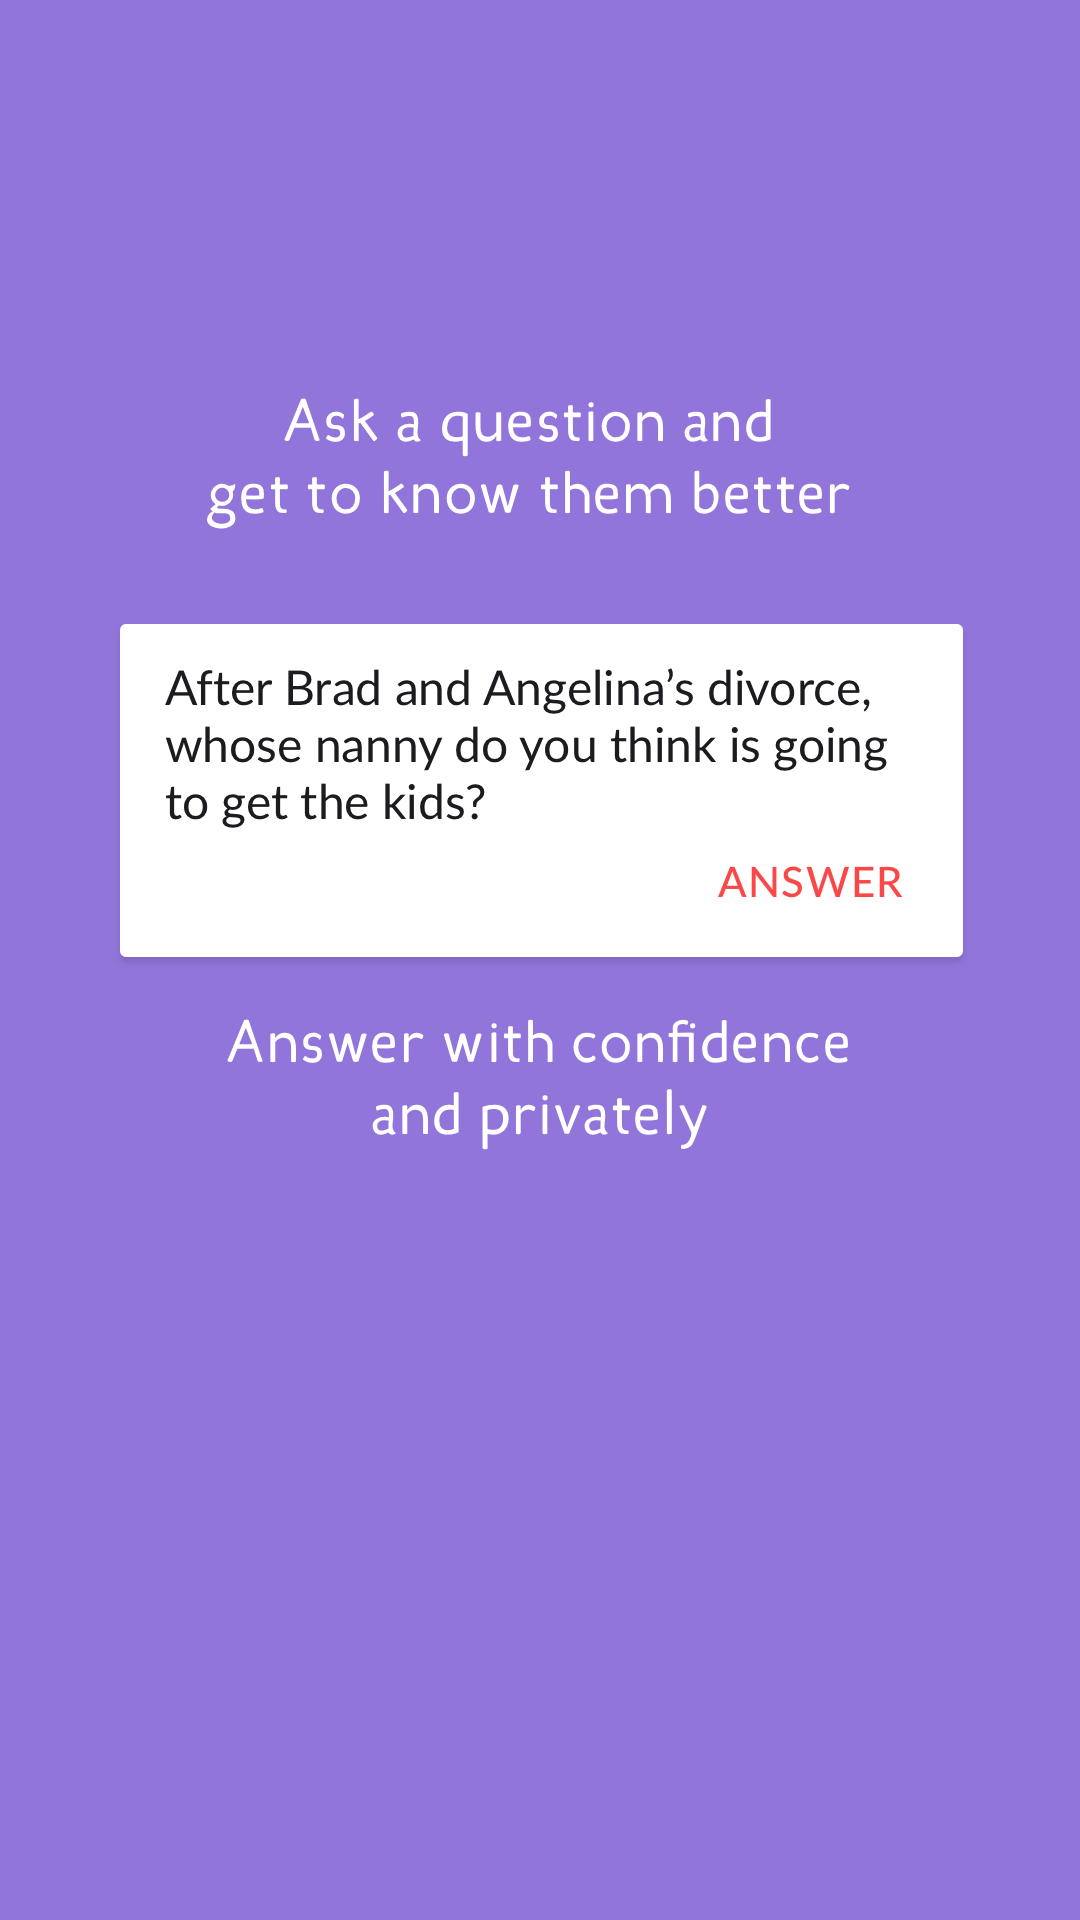 Ask a question and
get to know them better
After Brad and Angelina’s divorce,
whose nanny do you think is going
to get the kids?
ANSWER
Answer with confidence
and privately